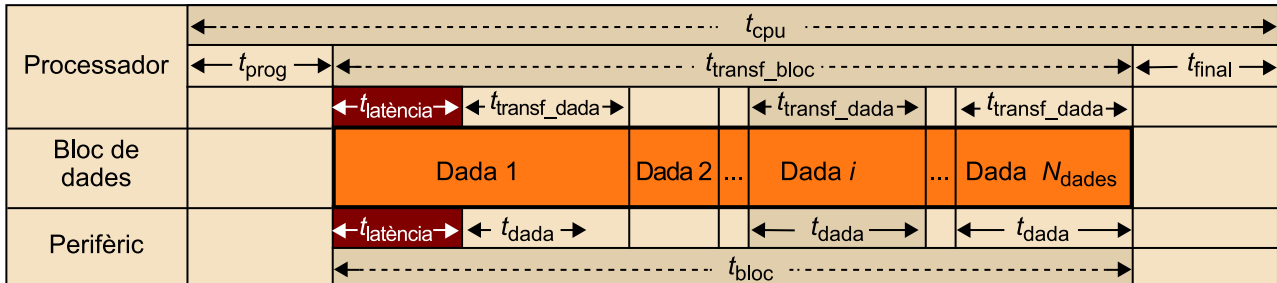 t_cpu
Processador
t_prog
t_transf_bloc
t_final
t_latència
t_transf_dada
t_transf_dada
t_transf_dada
Bloc de
dades
Dada 1
Dada 2
...
Dada i
...
Dada N_dades
Perifèric
t_latència
t_dada
t_dada
t_dada
t_bloc